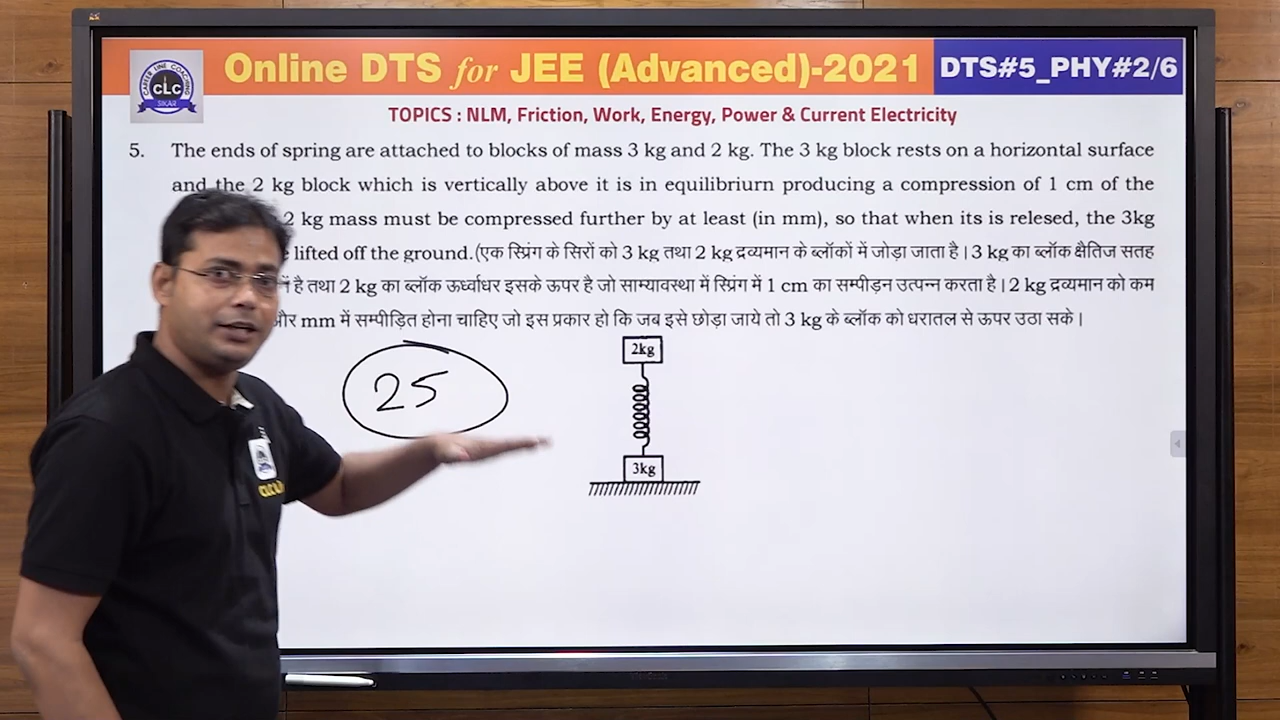 Online DTS for JEE (Advanced)-2021 DTS#5_PHY#2/6
CAREER LINE COACHING
CLC
SIKAR
TOPICS : NLM, Friction, Work, Energy, Power & Current Electricity
5. The ends of spring are attached to blocks of mass 3 kg and 2 kg. The 3 kg block rests on a horizontal surface
and the 2 kg block which is vertically above it is in equilibriurn producing a compression of 1 cm of the
2 kg mass must be compressed further by at least (in mm), so that when its is relesed, the 3kg
lifted off the ground.(एक स्प्रिंग के सिरों को 3 kg तथा 2 kg द्रव्यमान के ब्लॉकों में जोड़ा जाता है। 3 kg का ब्लॉक क्षैतिज सतह
है तथा 2 kg का ब्लॉक ऊर्ध्वाधर इसके ऊपर है जो साम्यावस्था में स्प्रिंग में 1 cm का सम्पीड़न उत्पन्न करता है। 2 kg द्रव्यमान को कम
और mm में सम्पीड़ित होना चाहिए जो इस प्रकार हो कि जब इसे छोड़ा जाये तो 3 kg के ब्लॉक को धरातल से ऊपर उठा सके।
2kg
25
3kg